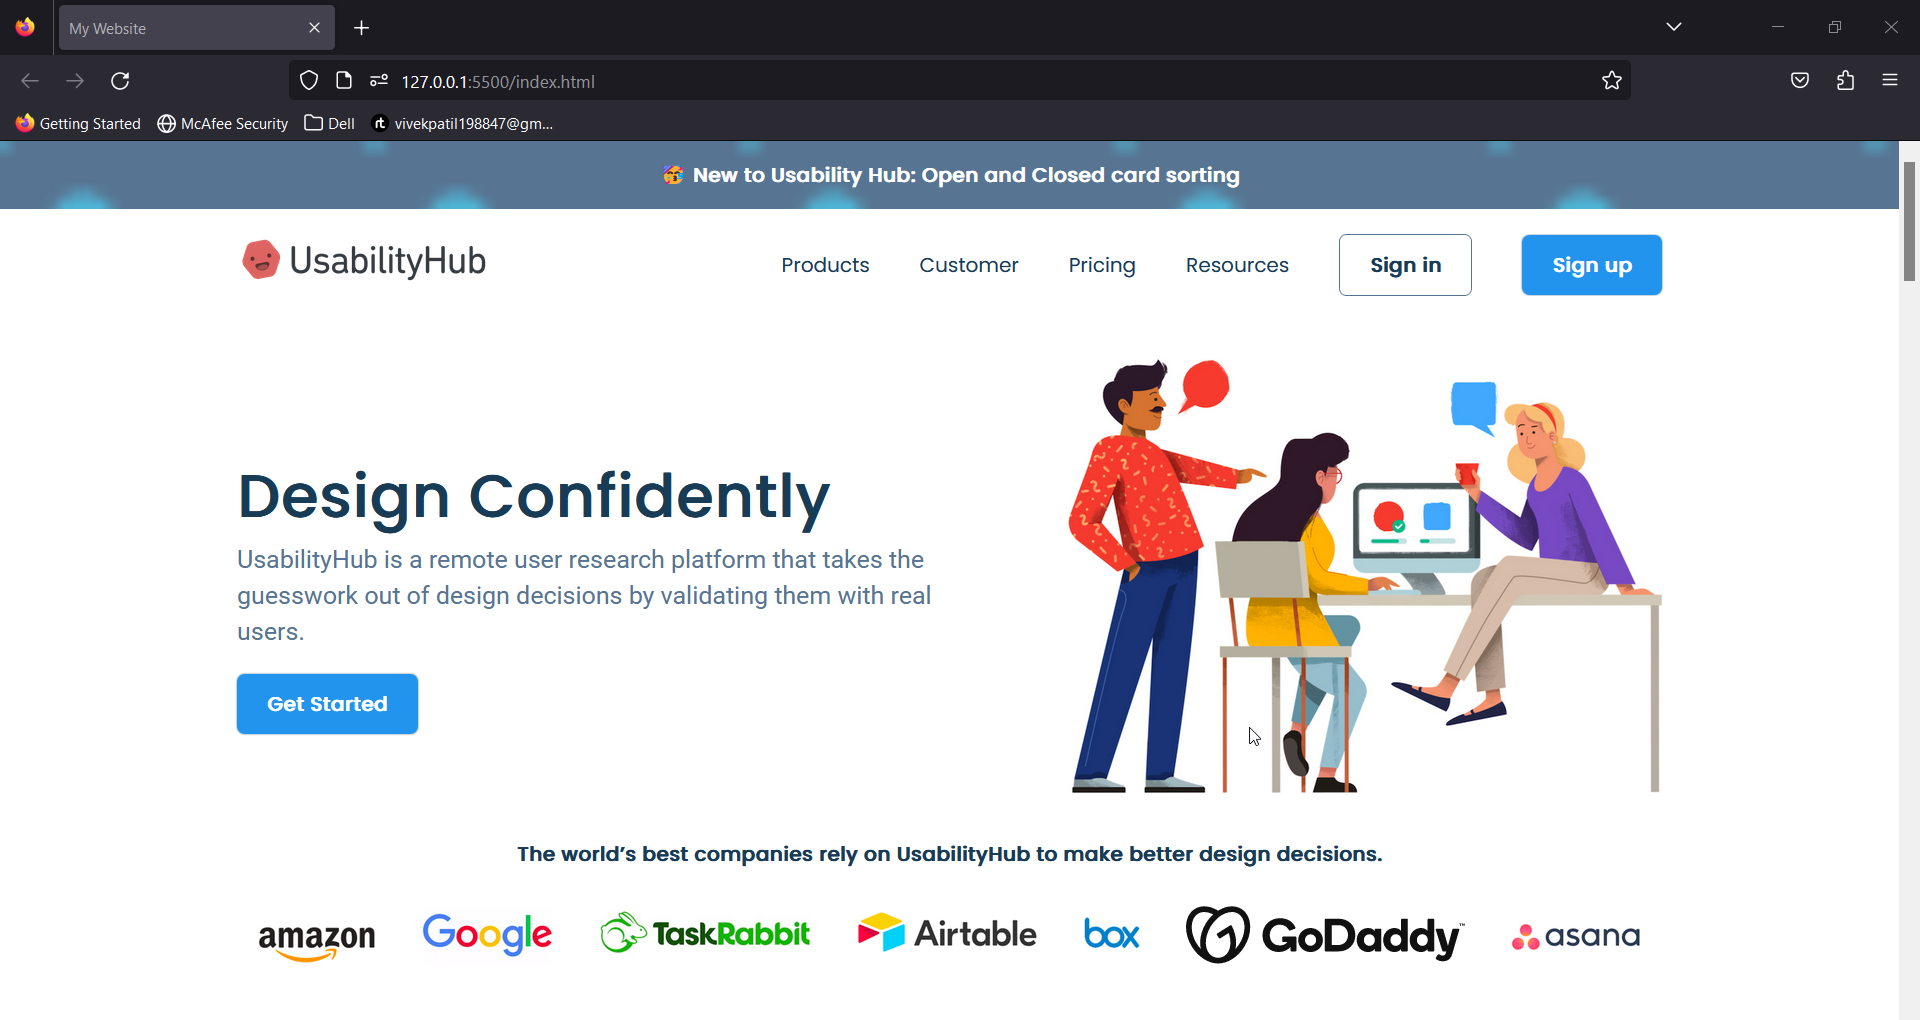 My Website
127.0.0.1:5500/index.html
Getting Started McAfee Security Dell rt vivekpatil198847@gm...
🥳 New to Usability Hub: Open and Closed card sorting
UsabilityHub Products Customer Pricing Resources Sign in Sign up
Design Confidently
UsabilityHub is a remote user research platform that takes the
guesswork out of design decisions by validating them with real
users.
Get Started
The world’s best companies rely on UsabilityHub to make better design decisions.
amazon Google TaskRabbit Airtable box GoDaddy™ asana